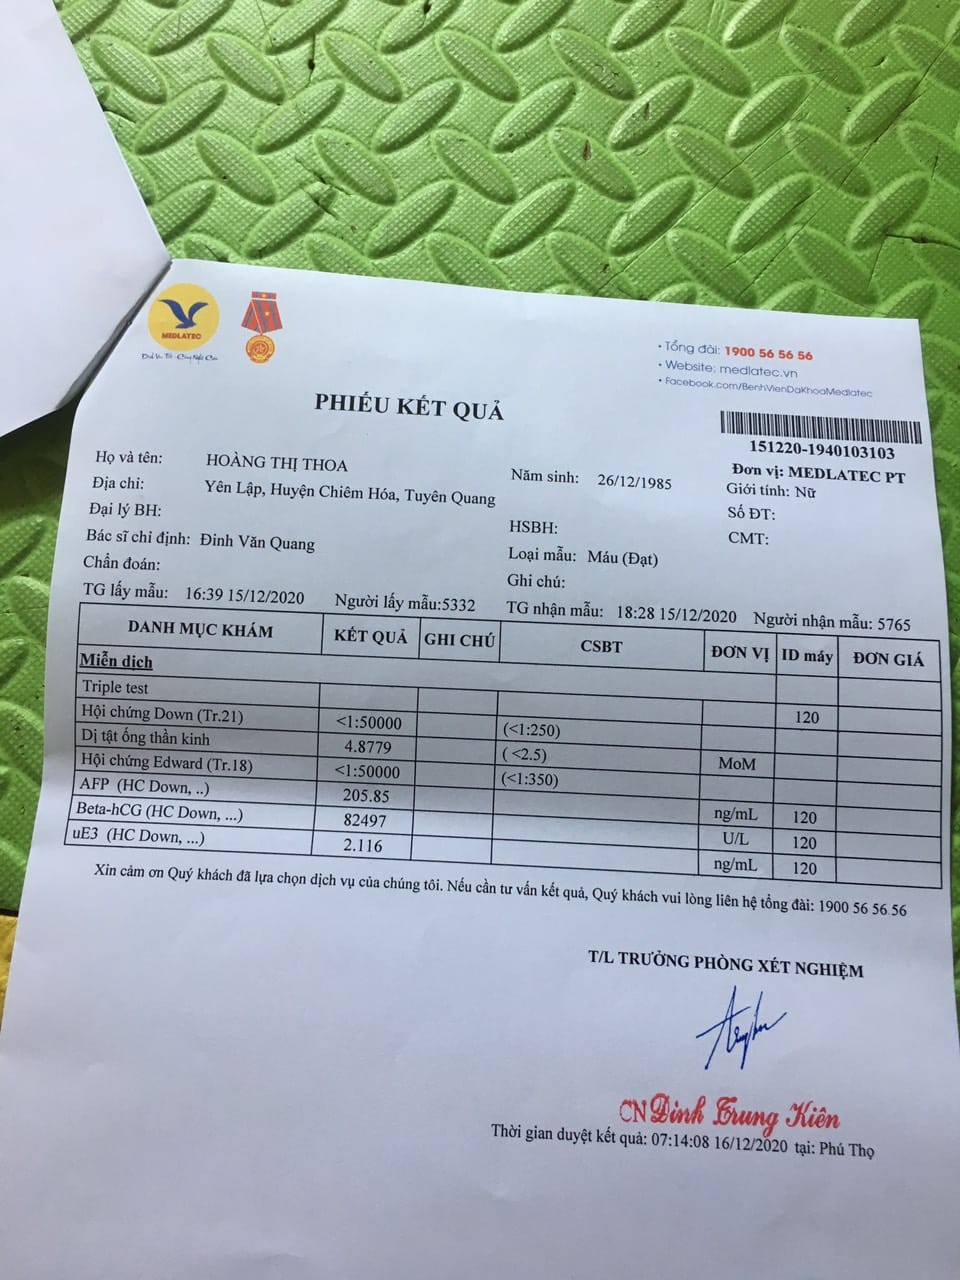 MEDLATEC
• Tổng đài: 1900 56 56 56
• Website: medlatec.vn
• Facebook.com/BenhVienDaKhoaMedlatec
PHIẾU KẾT QUẢ
151220-1940103103
Họ và tên: HOÀNG THỊ THOA
Năm sinh: 26/12/1985
Đơn vị: MEDLATEC PT
Địa chỉ: Yên Lập, Huyện Chiêm Hóa, Tuyên Quang
Giới tính: Nữ
Đại lý BH:
HSBH:
Số ĐT:
Bác sĩ chỉ định: Đinh Văn Quang
Loại mẫu: Máu (Đạt)
CMT:
Chẩn đoán:
Ghi chú:
TG lấy mẫu: 16:39 15/12/2020 Người lấy mẫu:5332 TG nhận mẫu: 18:28 15/12/2020 Người nhận mẫu: 5765
DANH MỤC KHÁM KẾT QUẢ GHI CHÚ CSBT ĐƠN VỊ ID máy ĐƠN GIÁ
Miễn dịch
Triple test 120
Hội chứng Down (Tr.21) <1:50000 (<1:250)
Dị tật ống thần kinh 4.8779 (<2.5) MoM
Hội chứng Edward (Tr.18) <1:50000 (<1:350)
AFP (HC Down, ..) 205.85 ng/mL 120
Beta-hCG (HC Down, ...) 82497 U/L 120
uE3 (HC Down, ...) 2.116 ng/mL 120
Xin cảm ơn Quý khách đã lựa chọn dịch vụ của chúng tôi. Nếu cần tư vấn kết quả, Quý khách vui lòng liên hệ tổng đài: 1900 56 56 56
T/L TRƯỞNG PHÒNG XÉT NGHIỆM
CN Đinh Trung Kiên
Thời gian duyệt kết quả: 07:14:08 16/12/2020 tại: Phú Thọ